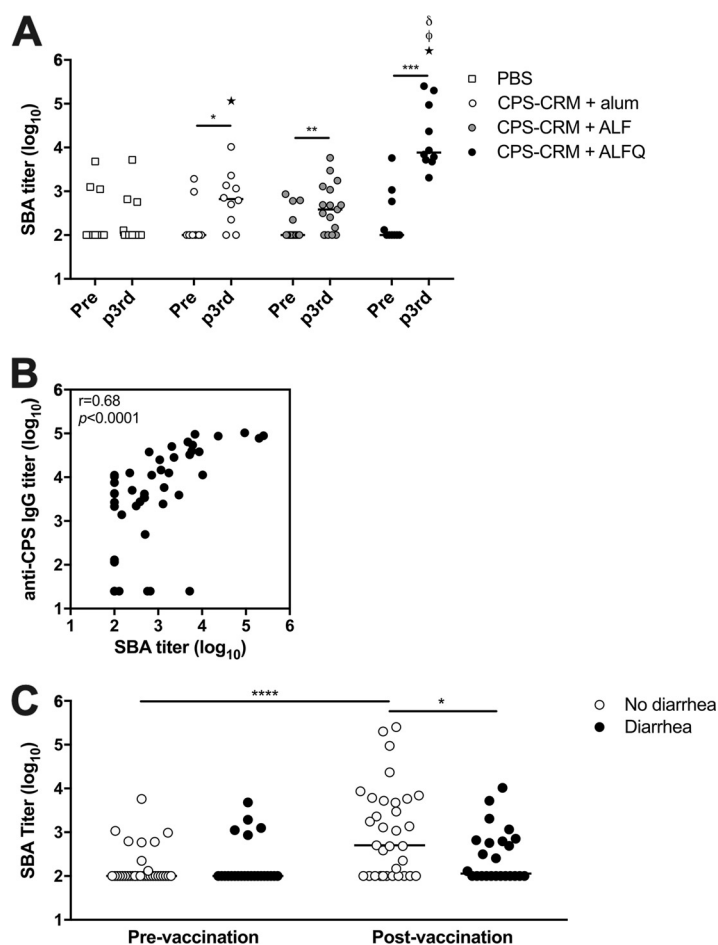 A
SBA titer (log10)
6
5
4
3
2
1
*
★
**
***
δ
ϕ
★
Pre
p3rd
Pre
p3rd
Pre
p3rd
Pre
p3rd
PBS
CPS-CRM + alum
CPS-CRM + ALF
CPS-CRM + ALFQ
B
r=0.68
p<0.0001
anti-CPS IgG titer (log10)
6
5
4
3
2
1
1
2
3
4
5
6
SBA titer (log10)
C
SBA Titer (log10)
6
5
4
3
2
1
****
*
No diarrhea
Diarrhea
Pre-vaccination
Post-vaccination